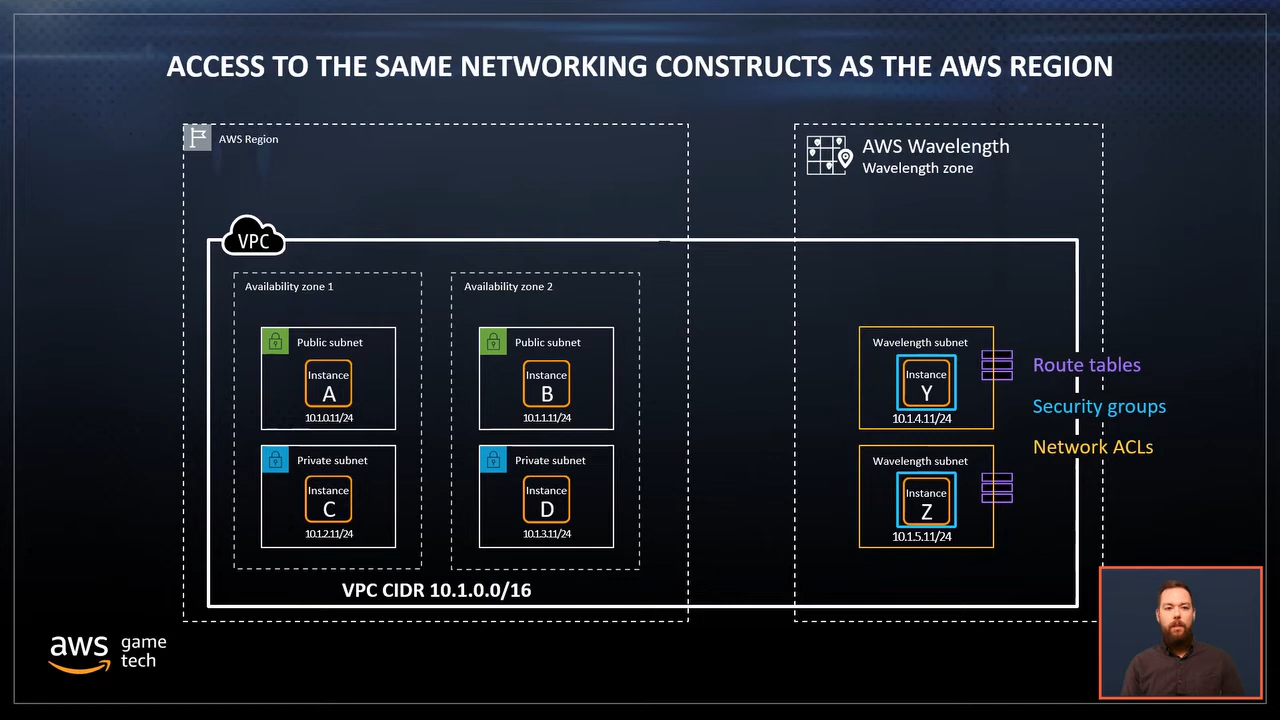 ACCESS TO THE SAME NETWORKING CONSTRUCTS AS THE AWS REGION
AWS Region
AWS Wavelength
Wavelength zone
VPC
Availability zone 1
Availability zone 2
Public subnet
Instance
A
10.1.0.11/24
Public subnet
Instance
B
10.1.1.11/24
Wavelength subnet
Instance
Y
10.1.4.11/24
Route tables
Security groups
Network ACLs
Private subnet
Instance
C
10.1.2.11/24
Private subnet
Instance
D
10.1.3.11/24
Wavelength subnet
Instance
Z
10.1.5.11/24
VPC CIDR 10.1.0.0/16
aws
game
tech